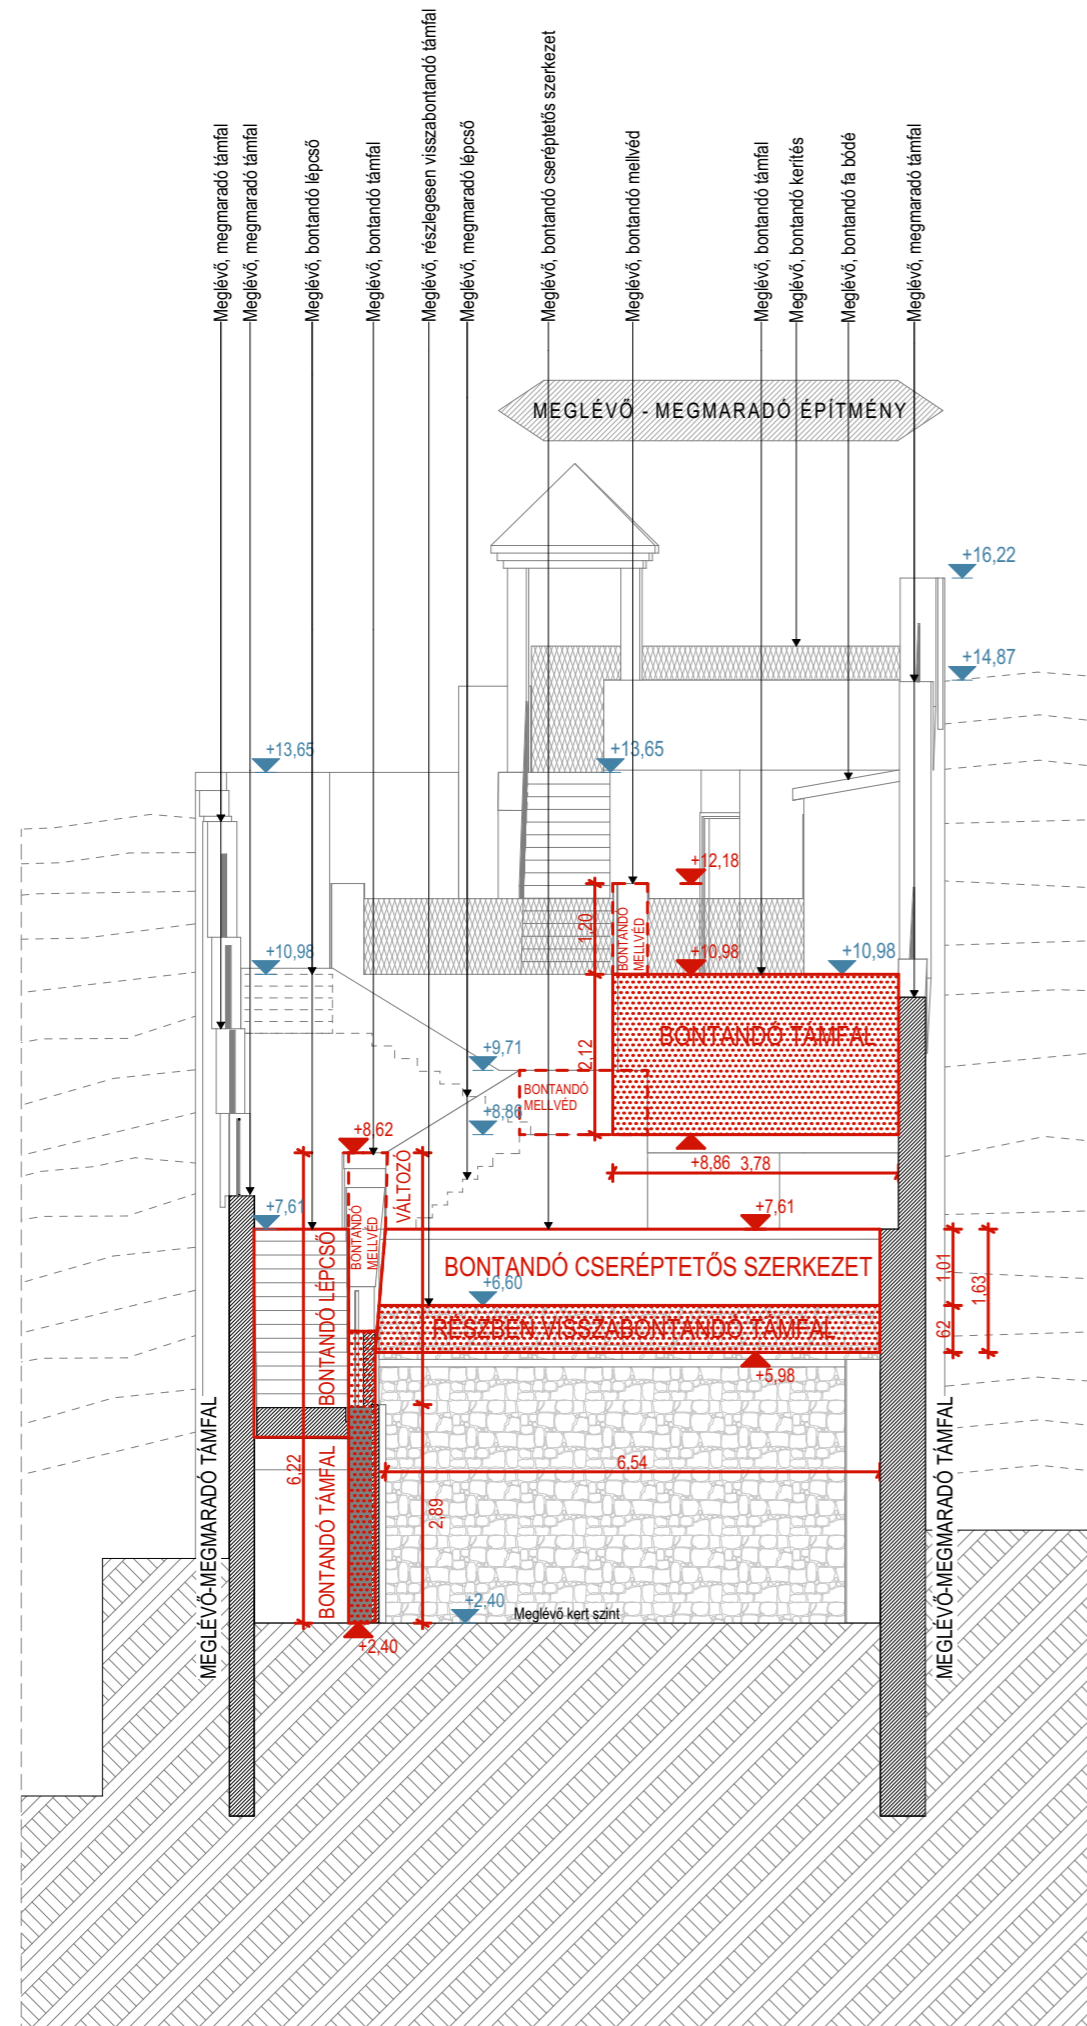 Meglévő, megmaradó támfal
Meglévő, megmaradó támfal
Meglévő, bontandó lépcső
Meglévő, bontandó támfal
Meglévő, részlegesen visszabontandó támfal
Meglévő, megmaradó lépcső
Meglévő, bontandó cseréptetős szerkezet
Meglévő, bontandó mellvéd
Meglévő, bontandó támfal
Meglévő, bontandó kerítés
Meglévő, bontandó fa bódé
Meglévő, megmaradó támfal
MEGLÉVŐ - MEGMARADÓ ÉPÍTMÉNY
+16,22
+14,87
+13,65
+13,65
+12,18
1,20
BONTANDÓ
MELLVÉD
+10,98
+10,98
+10,98
BONTANDÓ TÁMFAL
2,12
+9,71
BONTANDÓ
MELLVÉD
+8,86
+8,62
+8,86
3,78
VÁLTOZÓ
+7,61
+7,61
BONTANDÓ
MELLVÉD
BONTANDÓ LÉPCSŐ
BONTANDÓ CSERÉPTETŐS SZERKEZET
1,01
1,63
+6,60
RÉSZBEN VISSZABONTANDÓ TÁMFAL
62
+5,98
MEGLÉVŐ-MEGMARADÓ TÁMFAL
6,22
BONTANDÓ TÁMFAL
6,54
2,89
MEGLÉVŐ-MEGMARADÓ TÁMFAL
+2,40
Meglévő kert szint
+2,40